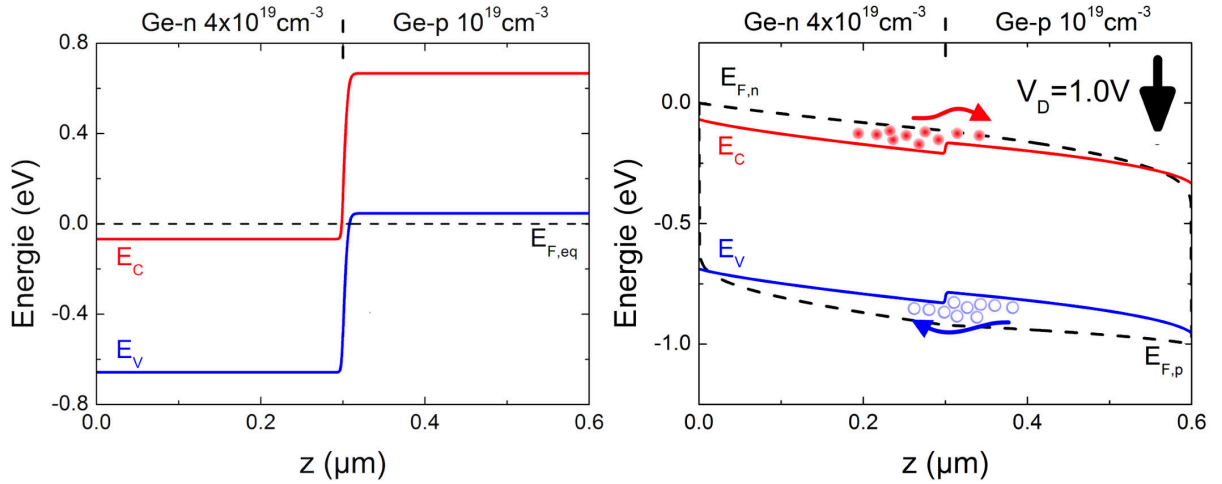 Ge-n 4x10¹⁹cm⁻³ Ge-p 10¹⁹cm⁻³
0.8
0.4
0.0
-0.4
-0.8
Energie (eV)
E_C
E_V
E_F,eq
0.0 0.2 0.4 0.6
z (µm)
Ge-n 4x10¹⁹cm⁻³ Ge-p 10¹⁹cm⁻³
E_F,n
V_D=1.0V
0.0
-0.5
-1.0
Energie (eV)
E_C
E_V
E_F,p
0.0 0.2 0.4 0.6
z (µm)